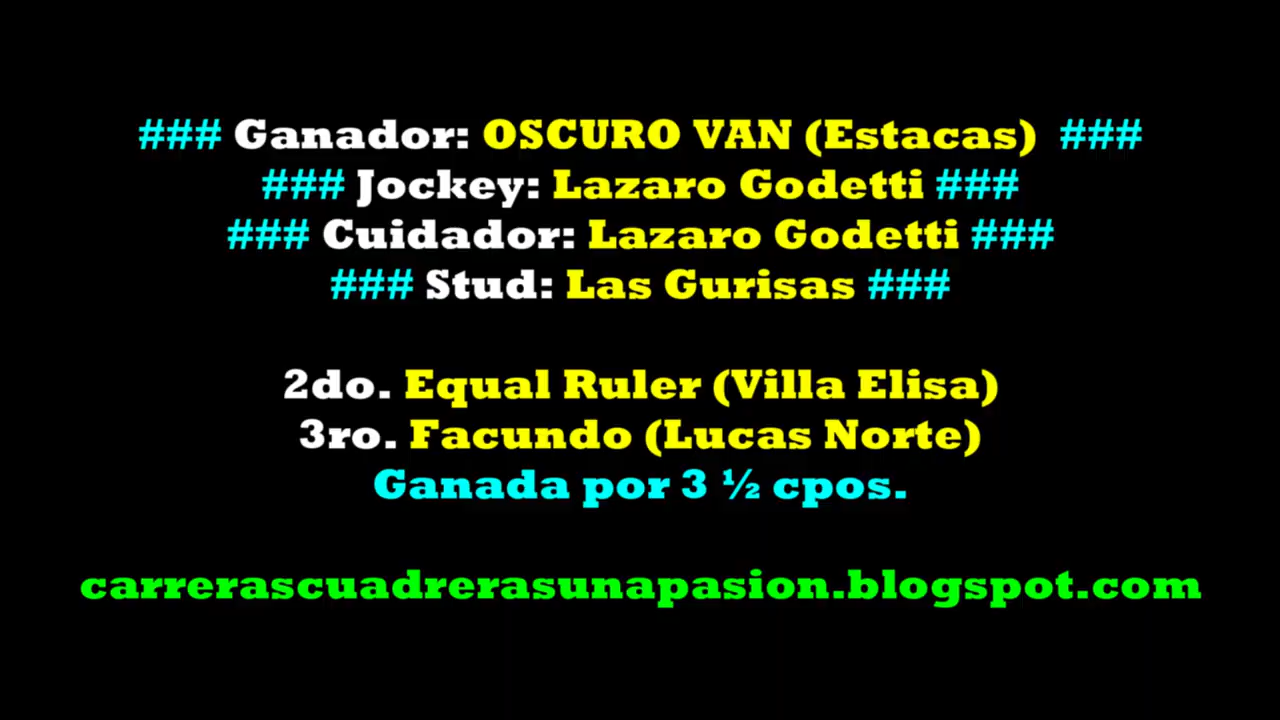 ### Ganador: OSCURO VAN (Estacas) ###
### Jockey: Lazaro Godetti ###
### Cuidador: Lazaro Godetti ###
### Stud: Las Gurisas ###
2do. Equal Ruler (Villa Elisa)
3ro. Facundo (Lucas Norte)
Ganada por 3 ½ cpos.
carrerascuadrerasunapasion.blogspot.com